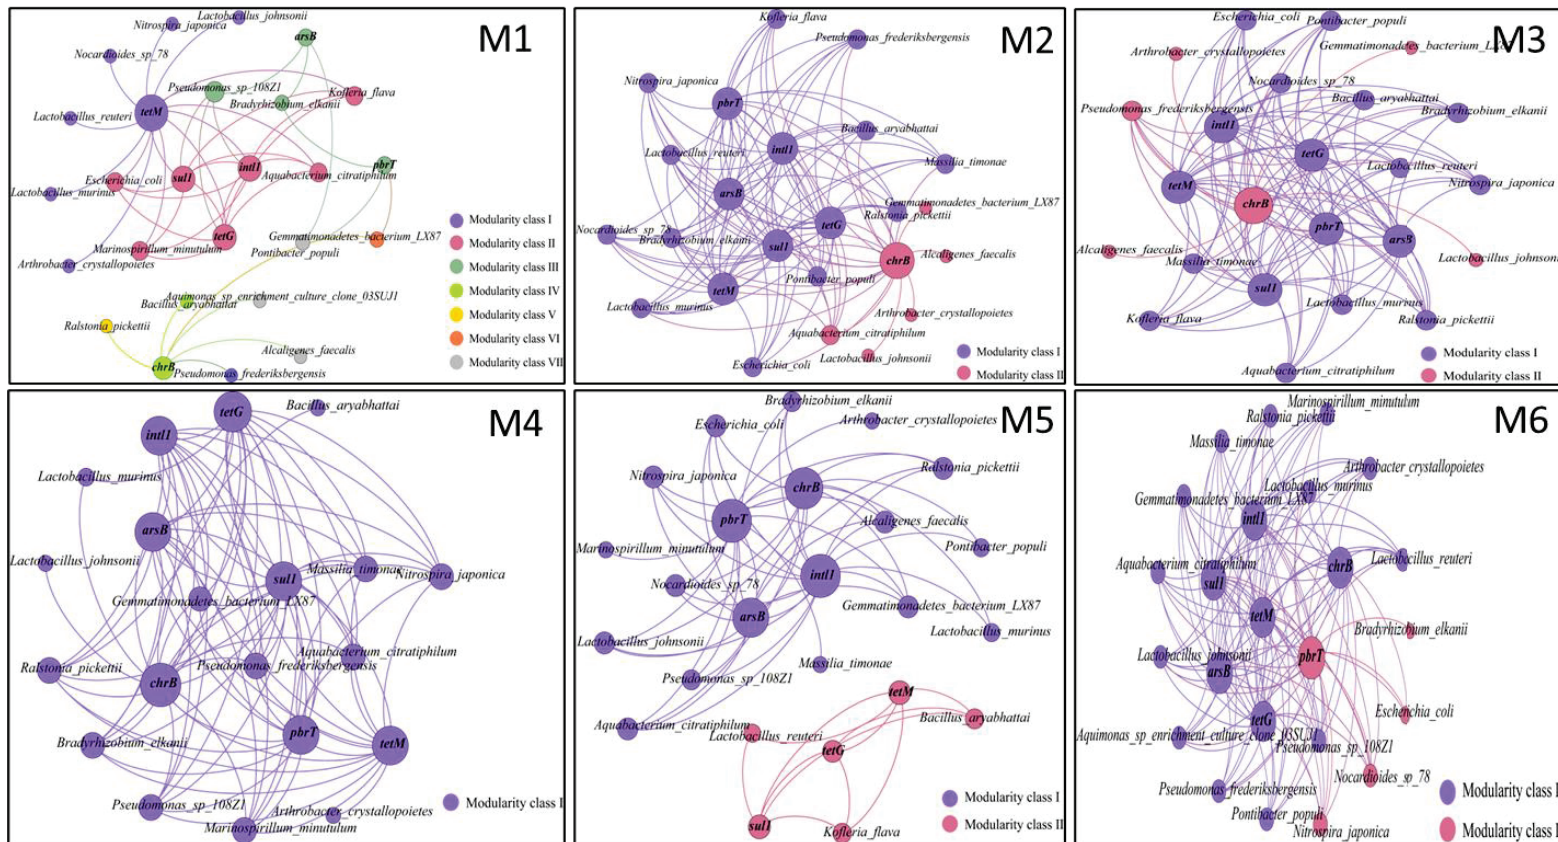 M1
Lactobacillus_johnsonii
Nitrospira_japonica
arsB
Nocardioides_sp_78
Pseudomonas_sp_108Z1
Kofleria_flava
Bradyrhizobium_elkanii
tetM
Lactobacillus_reuteri
pbrT
intI1
Escherichia_coli
sul1
Aquabacterium_citratiphilum
Lactobacillus_murinus
tetG
Gemmatimonadetes_bacterium_LX87
Marinospirillum_minutulum
Pontibacter_populi
Arthrobacter_crystallopoietes
Aquimonas_sp_enrichment_culture_clone_03SUJ1
Bacillus_aryabhattai
Ralstonia_pickettii
Alcaligenes_faecalis
chrB
Pseudomonas_frederiksbergensis
Modularity class I
Modularity class II
Modularity class III
Modularity class IV
Modularity class V
Modularity class VI
Modularity class VII
M2
Kofleria_flava
Pseudomonas_frederiksbergensis
Nitrospira_japonica
pbrT
Bacillus_aryabhattai
Lactobacillus_reuteri
intI1
Massilia_timonae
arsB
Gemmatimonadetes_bacterium_LX87
Ralstonia_pickettii
tetG
Nocardioides_sp_78
Bradyrhizobium_elkanii
sul1
Alcaligenes_faecalis
chrB
Pontibacter_populi
tetM
Lactobacillus_murinus
Arthrobacter_crystallopoietes
Aquabacterium_citratiphilum
Lactobacillus_johnsonii
Escherichia_coli
Modularity class I
Modularity class II
M3
Escherichia_coli
Pontibacter_populi
Gemmatimonadetes_bacterium_LX87
Arthrobacter_crystallopoietes
Nocardioides_sp_78
Bacillus_aryabhattai
Pseudomonas_frederiksbergensis
Bradyrhizobium_elkanii
intI1
tetG
Lactobacillus_reuteri
tetM
Nitrospira_japonica
chrB
pbrT
arsB
Alcaligenes_faecalis
Massilia_timonae
Lactobacillus_johnsonii
sul1
Lactobacillus_murinus
Kofleria_flava
Ralstonia_pickettii
Aquabacterium_citratiphilum
Modularity class I
Modularity class II
M4
tetG
Bacillus_aryabhattai
intI1
Lactobacillus_murinus
arsB
Lactobacillus_johnsonii
sul1
Massilia_timonae
Nitrospira_japonica
Gemmatimonadetes_bacterium_LX87
Aquabacterium_citratiphilum
Ralstonia_pickettii
Pseudomonas_frederiksbergensis
chrB
pbrT
tetM
Bradyrhizobium_elkanii
Pseudomonas_sp_108Z1
Arthrobacter_crystallopoietes
Marinospirillum_minutulum
Modularity class I
M5
Bradyrhizobium_elkanii
Arthrobacter_crystallopoietes
Escherichia_coli
Nitrospira_japonica
Ralstonia_pickettii
chrB
pbrT
Alcaligenes_faecalis
Marinospirillum_minutulum
Pontibacter_populi
Nocardioides_sp_78
intI1
Gemmatimonadetes_bacterium_LX87
arsB
Lactobacillus_murinus
Lactobacillus_johnsonii
Massilia_timonae
Pseudomonas_sp_108Z1
tetM
Bacillus_aryabhattai
Aquabacterium_citratiphilum
Lactobacillus_reuteri
tetG
sul1
Kofleria_flava
Modularity class I
Modularity class II
M6
Marinospirillum_minutulum
Ralstonia_pickettii
Massilia_timonae
Arthrobacter_crystallopoietes
Lactobacillus_murinus
Gemmatimonadetes_bacterium_LX87
intI1
Aquabacterium_citratiphilum
Lactobacillus_reuteri
chrB
sul1
tetM
Bradyrhizobium_elkanii
Lactobacillus_johnsonii
pbrT
arsB
Escherichia_coli
tetG
Aquimonas_sp_enrichment_culture_clone_03SUJ1
Pseudomonas_sp_108Z1
Nocardioides_sp_78
Pseudomonas_frederiksbergensis
Pontibacter_populi
Nitrospira_japonica
Modularity class I
Modularity class I